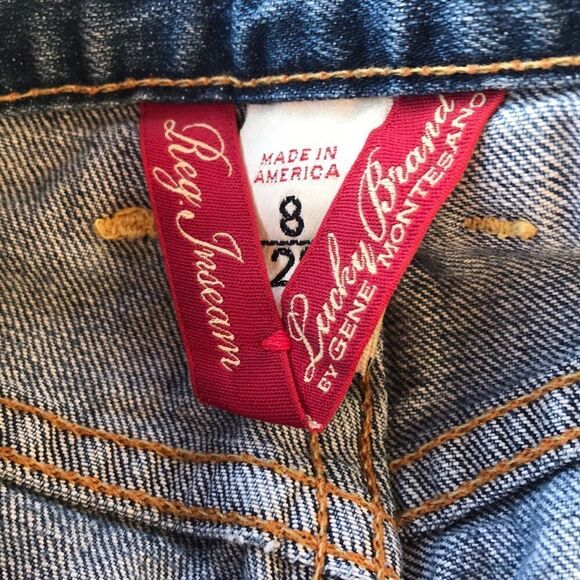 Reg. Inseam
MADE IN
AMERICA
8
Lucky Brand
BY GENE MONTESANO